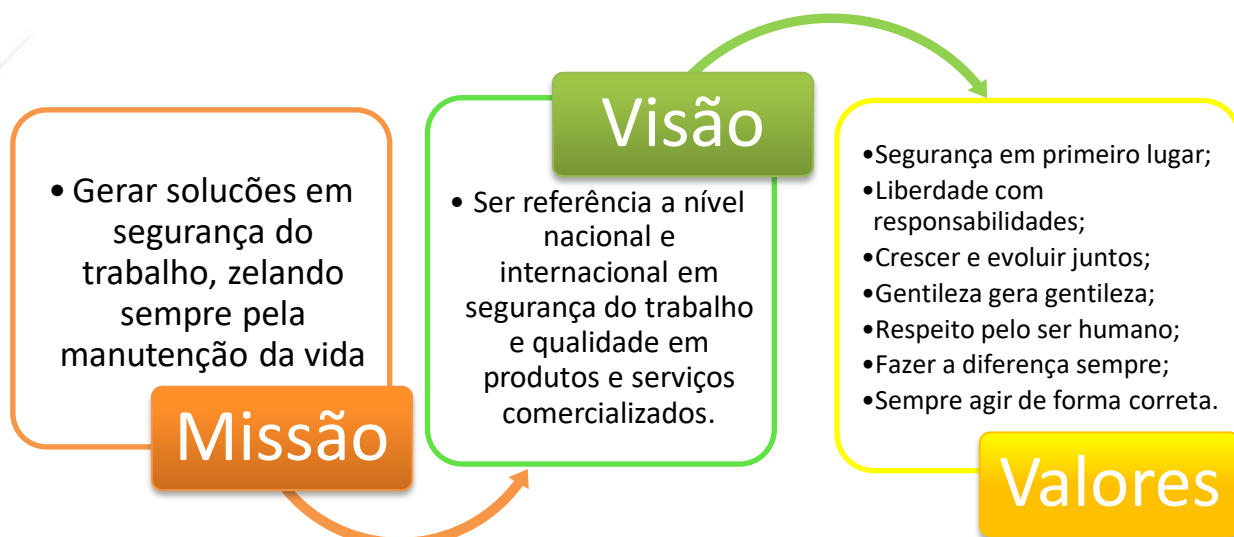 • Gerar solucões em
segurança do
trabalho, zelando
sempre pela
manutenção da vida
Missão
Visão
• Ser referência a nível
nacional e
internacional em
segurança do trabalho
e qualidade em
produtos e serviços
comercializados.
•Segurança em primeiro lugar;
•Liberdade com
responsabilidades;
•Crescer e evoluir juntos;
•Gentileza gera gentileza;
•Respeito pelo ser humano;
•Fazer a diferença sempre;
•Sempre agir de forma correta.
Valores